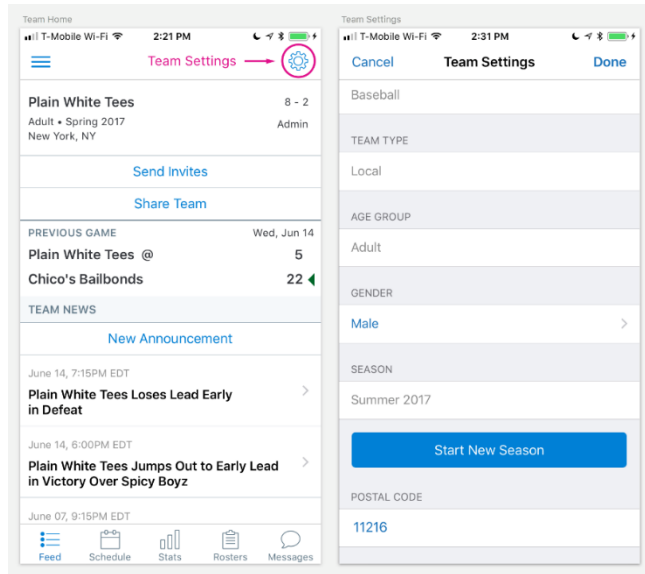 Team Home
T-Mobile Wi-Fi 2:21 PM
Team Settings
Plain White Tees 8 - 2
Adult • Spring 2017 Admin
New York, NY
Send Invites
Share Team
PREVIOUS GAME Wed, Jun 14
Plain White Tees @ 5
Chico's Bailbonds 22
TEAM NEWS
New Announcement
June 14, 7:15PM EDT
Plain White Tees Loses Lead Early
in Defeat
June 14, 6:00PM EDT
Plain White Tees Jumps Out to Early Lead
in Victory Over Spicy Boyz
June 07, 9:15PM EDT
Feed Schedule Stats Rosters Messages
Team Settings
T-Mobile Wi-Fi 2:31 PM
Cancel Team Settings Done
Baseball
TEAM TYPE
Local
AGE GROUP
Adult
GENDER
Male
SEASON
Summer 2017
Start New Season
POSTAL CODE
11216